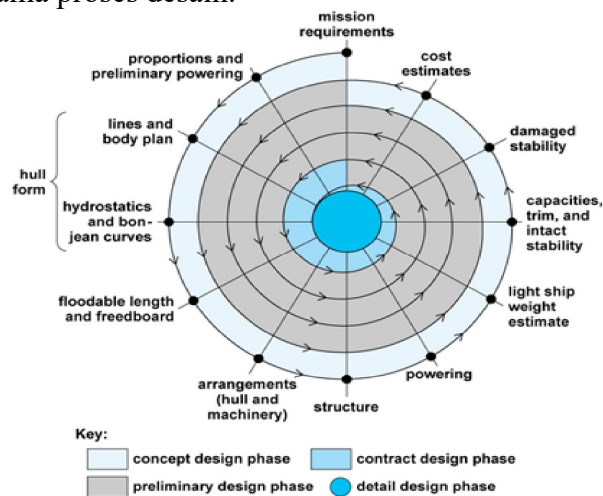 proses desain.
mission
requirements
proportions and
preliminary powering
cost
estimates
lines and
body plan
damaged
stability
hull
form
hydrostatics
and bon-
jean curves
capacities,
trim, and
intact
stability
floodable length
and freedboard
light ship
weight
estimate
arrangements
(hull and
machinery)
structure
powering
Key:
concept design phase
contract design phase
preliminary design phase
detail design phase